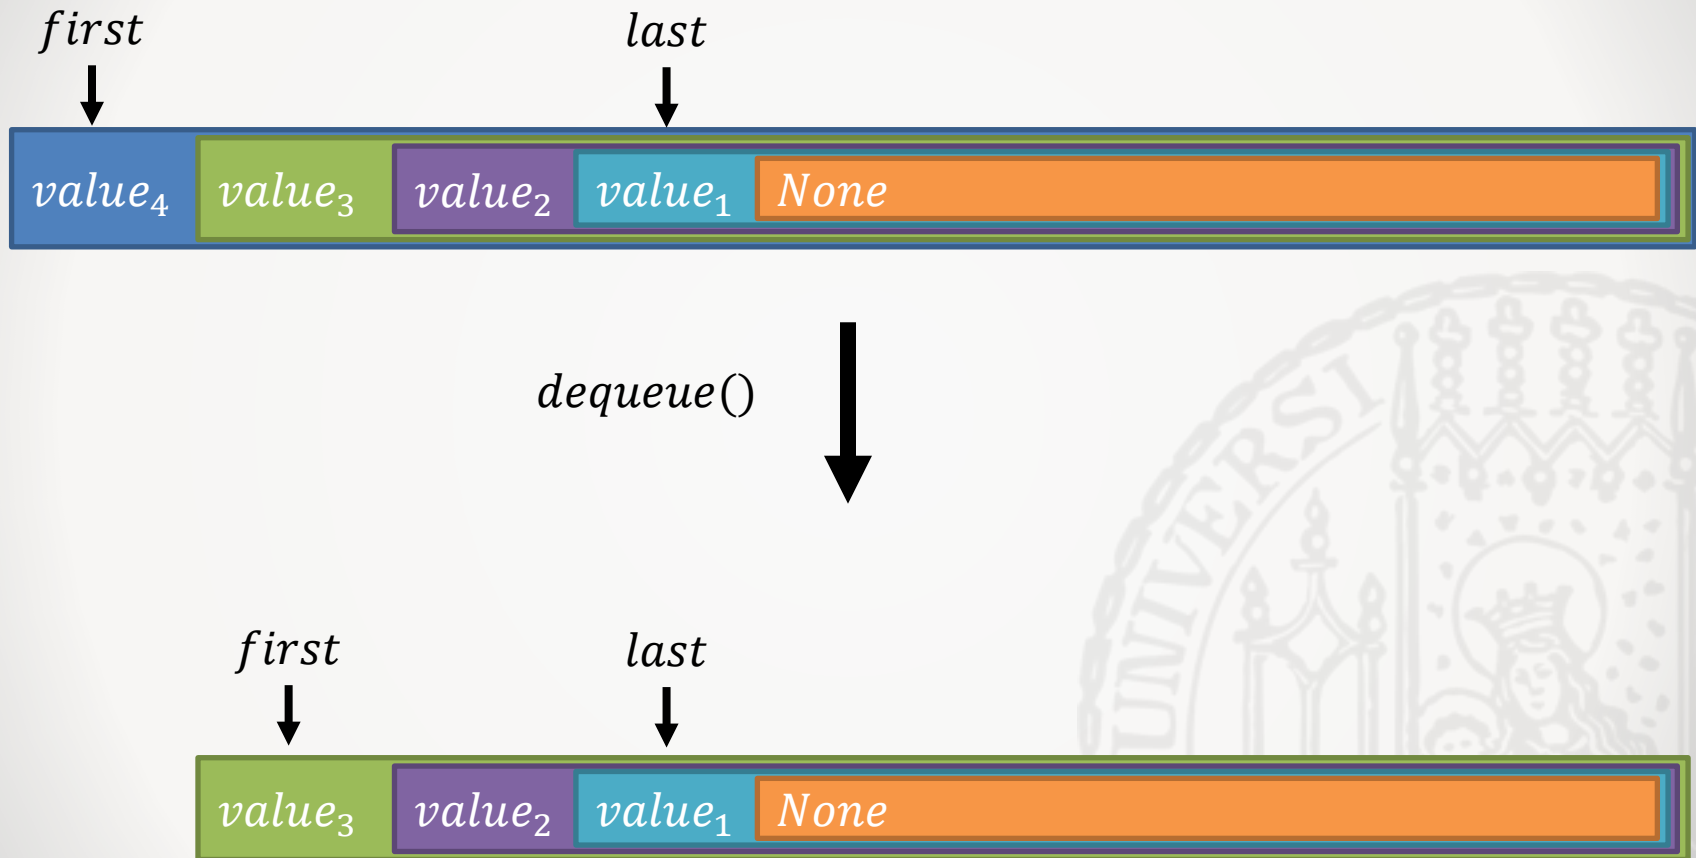 first last
value₄ value₃ value₂ value₁ None
dequeue()
UNIVERSI
first last
value₃ value₂ value₁ None